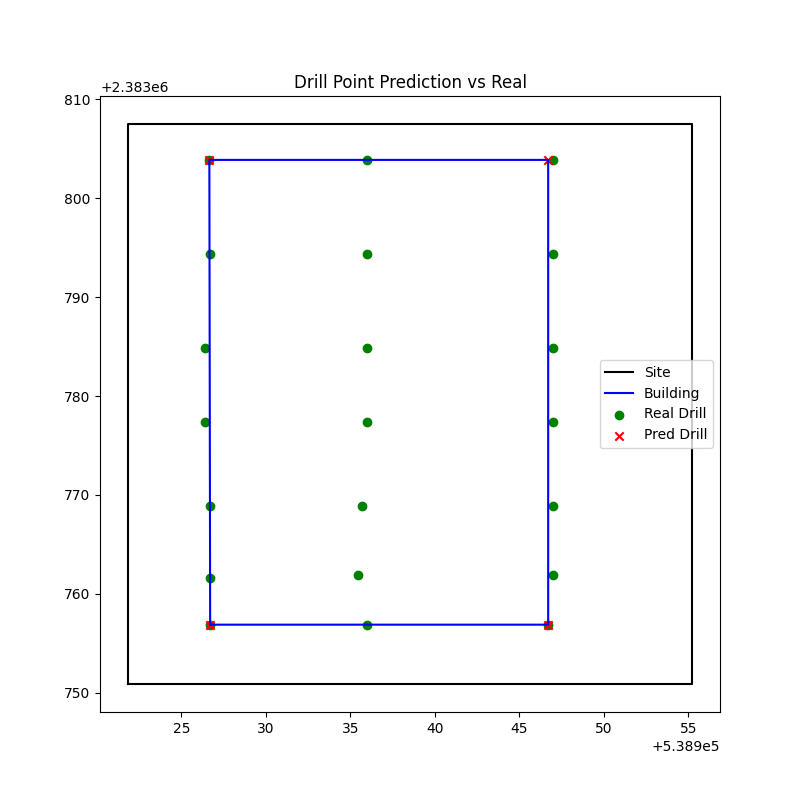 Drill Point Prediction vs Real
+2.383e6
810
800
790
780
770
760
750
Site
Building
Real Drill
Pred Drill
25 30 35 40 45 50 55
+5.389e5